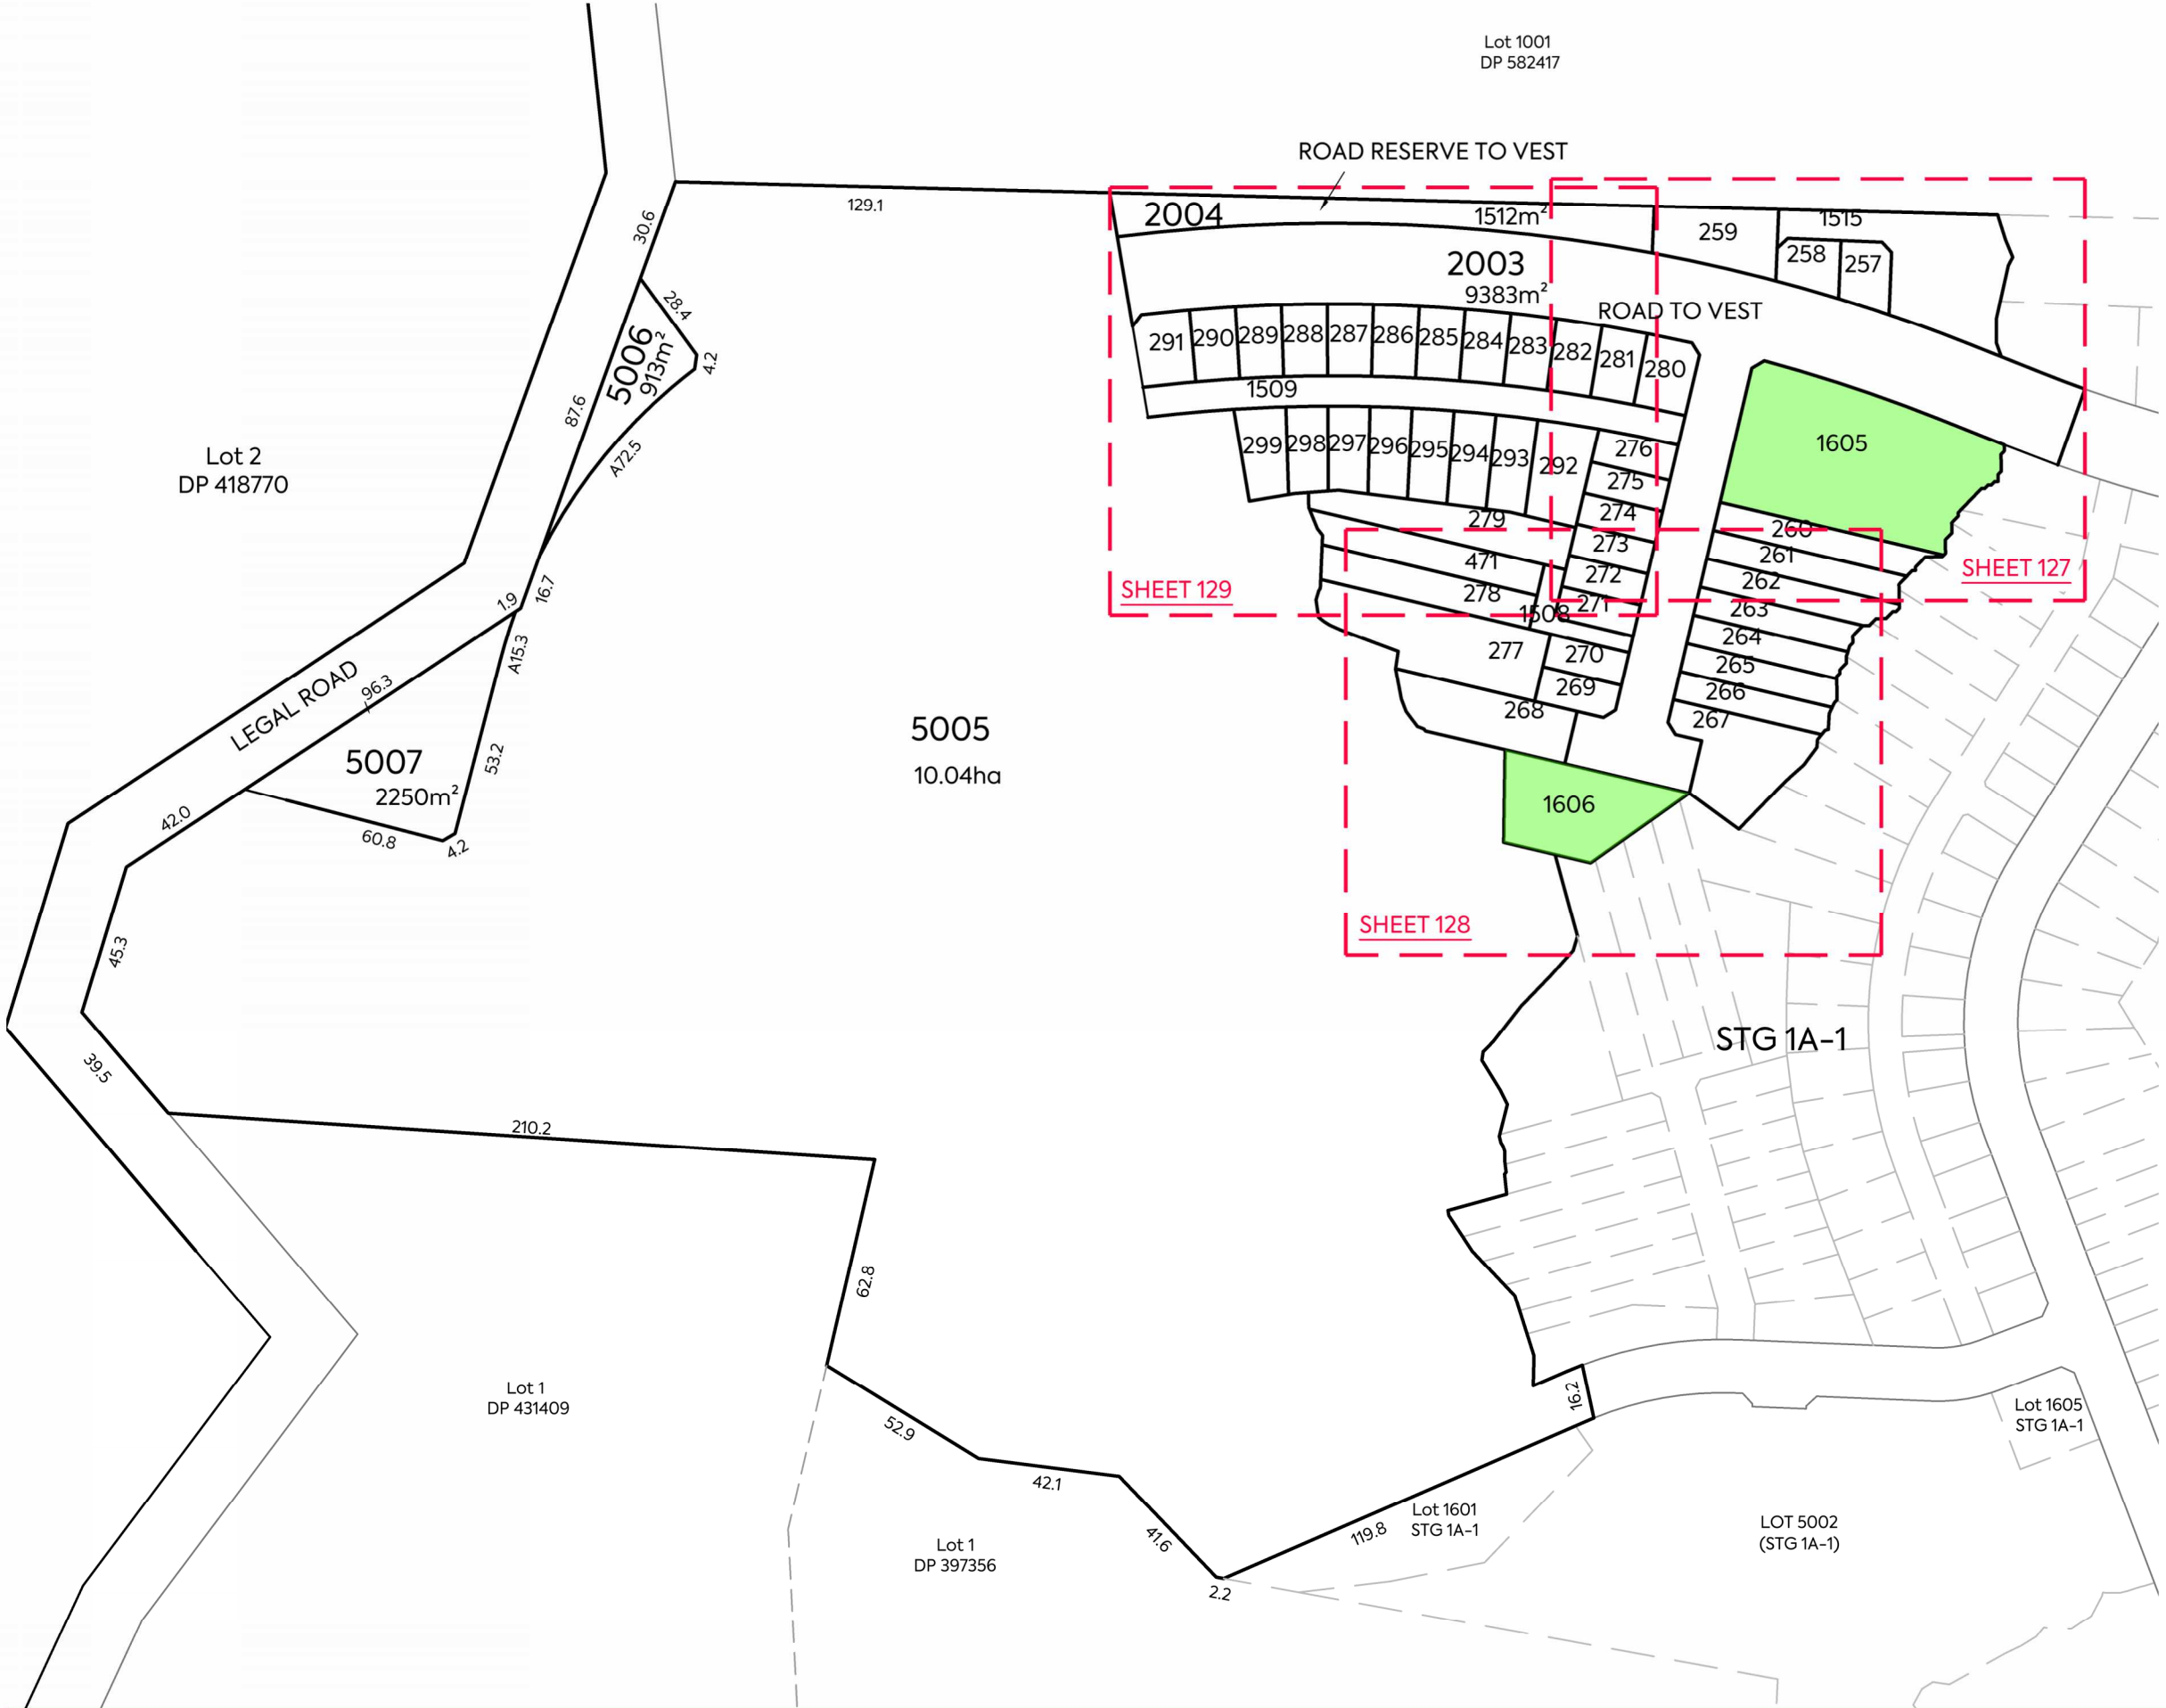 Lot 1001
DP 582417
ROAD RESERVE TO VEST
129.1
30.6
2004
1512m²
259
1515
258
257
2003
9383m²
ROAD TO VEST
28.4
4.2
5006
913m²
87.6
A72.5
291
290
289
288
287
286
285
284
283
282
281
280
1509
1605
Lot 2
DP 418770
299
298
297
296
295
294
293
292
276
275
274
273
272
271
279
471
278
1508
277
270
269
268
260
261
262
263
264
265
266
267
SHEET 129
SHEET 127
1.9
16.7
A15.3
LEGAL ROAD
96.3
53.2
5007
2250m²
5005
10.04ha
42.0
60.8
4.2
1606
SHEET 128
45.3
39.5
STG 1A-1
210.2
62.8
Lot 1
DP 431409
52.9
42.1
41.6
2.2
119.8
16.2
Lot 1
DP 397356
Lot 1601
STG 1A-1
Lot 1605
STG 1A-1
LOT 5002
(STG 1A-1)